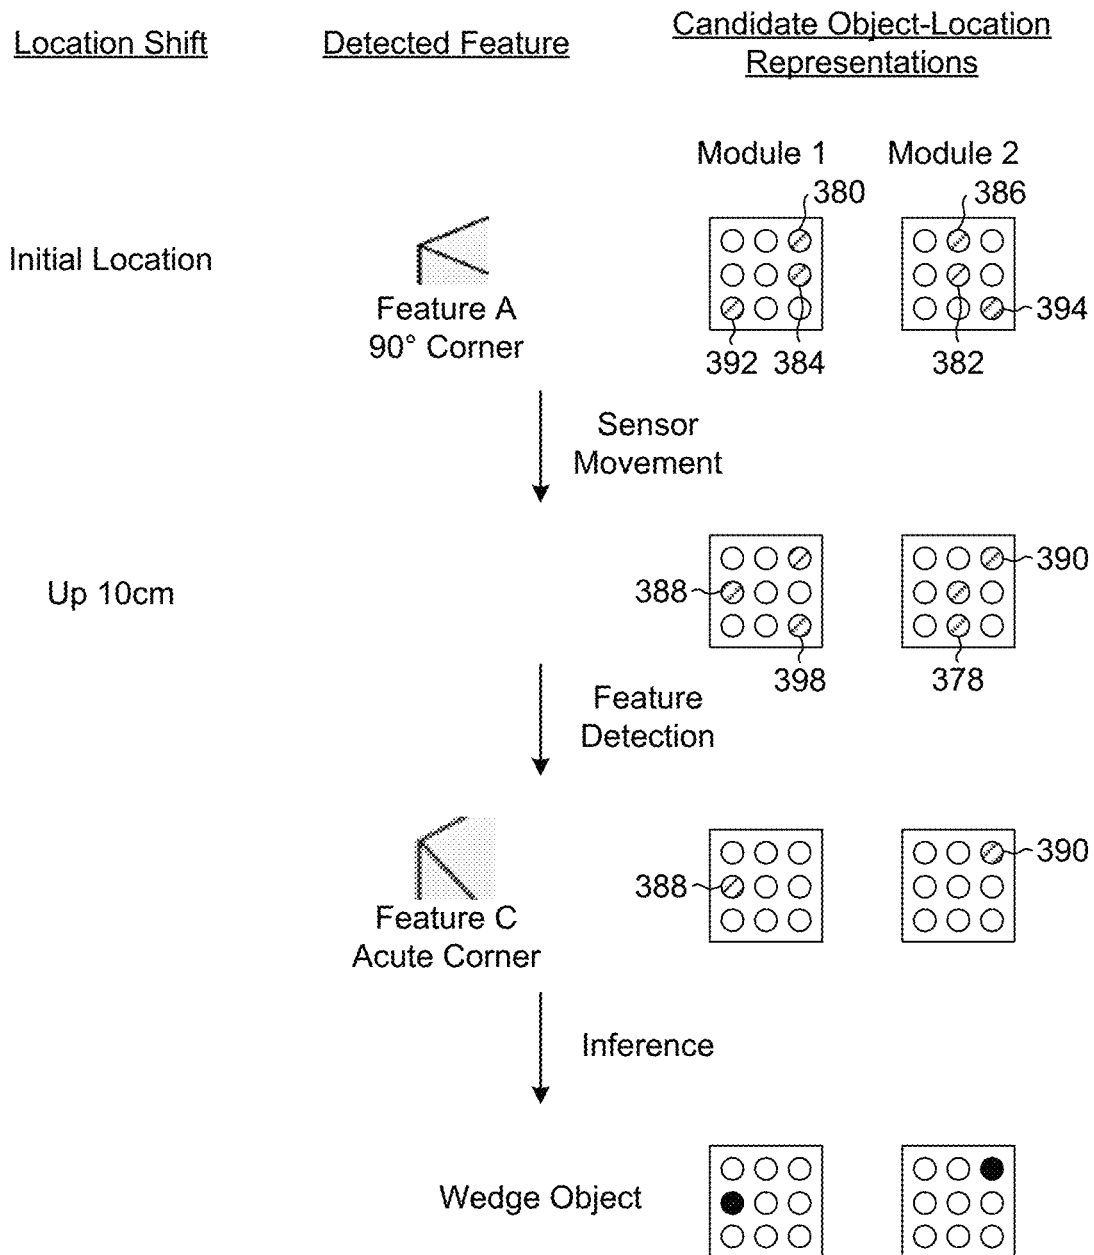 Location Shift
Detected Feature
Candidate Object-Location
Representations
Module 1
Module 2
380
386
Initial Location
Feature A
90° Corner
394
392
384
382
Sensor
Movement
Up 10cm
388
390
398
378
Feature
Detection
388
390
Feature C
Acute Corner
Inference
Wedge Object